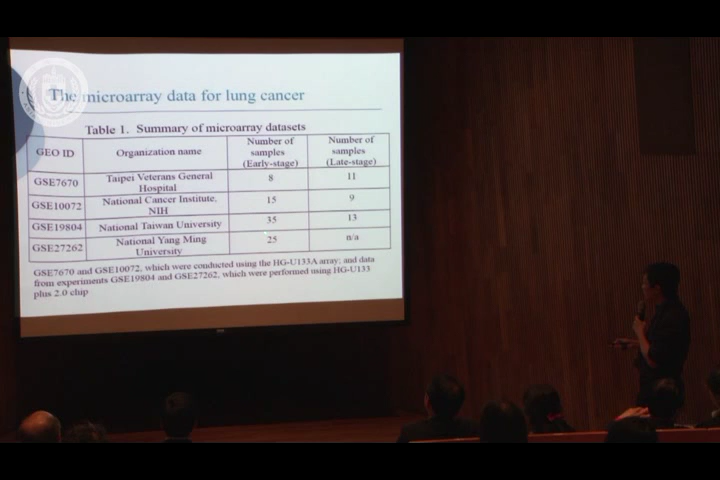 The microarray data for lung cancer
Table 1. Summary of microarray datasets
GEO ID
Organization name
Number of
samples
(Early-stage)
Number of
samples
(Late-stage)
GSE7670
Taipei Veterans General
Hospital
8
11
GSE10072
National Cancer Institute,
NIH
15
9
GSE19804
National Taiwan University
35
13
GSE27262
National Yang Ming
University
25
n/a
GSE7670 and GSE10072, which were conducted using the HG-U133A array; and data
from experiments GSE19804 and GSE27262, which were performed using HG-U133
plus 2.0 chip